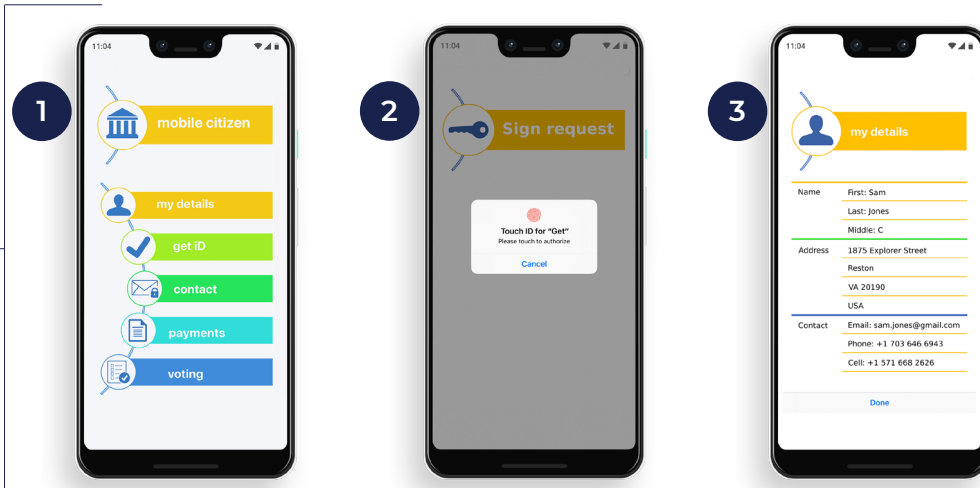 1
11:04
mobile citizen
my details
get iD
contact
payments
voting
2
11:04
Sign request
Touch ID for “Get”
Please touch to authorize
Cancel
3
11:04
my details
Name
First: Sam
Last: Jones
Middle: C
Address
1875 Explorer Street
Reston
VA 20190
USA
Contact
Email: sam.jones@gmail.com
Phone: +1 703 646 6943
Cell: +1 571 668 2626
Done